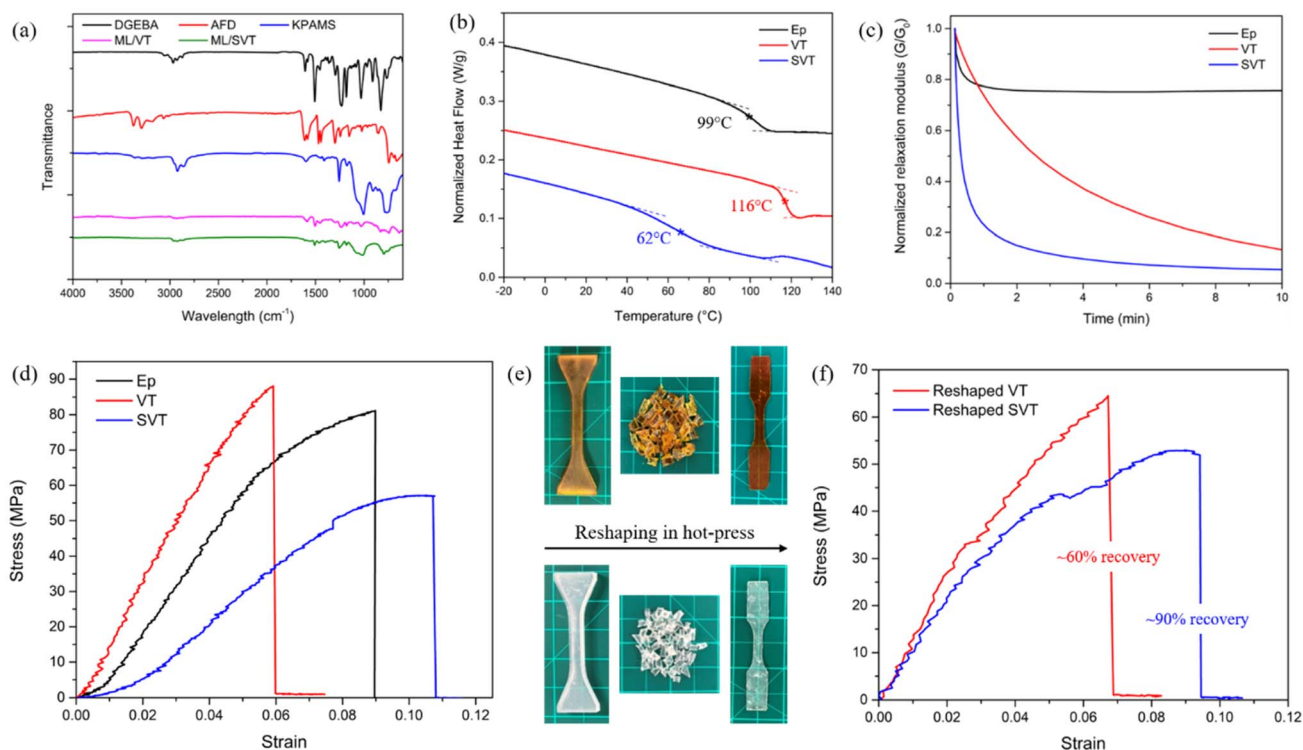 (a)
DGEBA AFD KPAMS
ML/VT ML/SVT
Transmittance
4000 3500 3000 2500 2000 1500 1000
Wavelength (cm⁻¹)
(b)
Ep
VT
SVT
99°C
116°C
62°C
Normalized Heat Flow (W/g)
0.4
0.3
0.2
0.1
0.0
-20 0 20 40 60 80 100 120 140
Temperature (°C)
(c)
Ep
VT
SVT
Normalized relaxation modulus (G/G₀)
1.0
0.8
0.6
0.4
0.2
0.0
0 2 4 6 8 10
Time (min)
(d)
Ep
VT
SVT
Stress (MPa)
90
80
70
60
50
40
30
20
10
0
0.00 0.02 0.04 0.06 0.08 0.10 0.12
Strain
(e)
Reshaping in hot-press
(f)
Reshaped VT
Reshaped SVT
~60% recovery
~90% recovery
Stress (MPa)
70
60
50
40
30
20
10
0
0.00 0.02 0.04 0.06 0.08 0.10 0.12
Strain